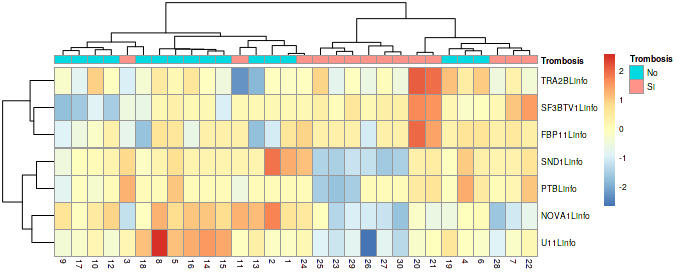 Trombosis
TRA2BLinfo
SF3BTV1Linfo
FBP11Linfo
SND1Linfo
PTBLinfo
NOVA1Linfo
U11Linfo
9 17 10 12 3 18 8 5 16 14 15 11 13 2 1 24 25 23 29 26 27 30 20 21 19 4 6 28 7 22
2
1
0
-1
-2
Trombosis
No
SI